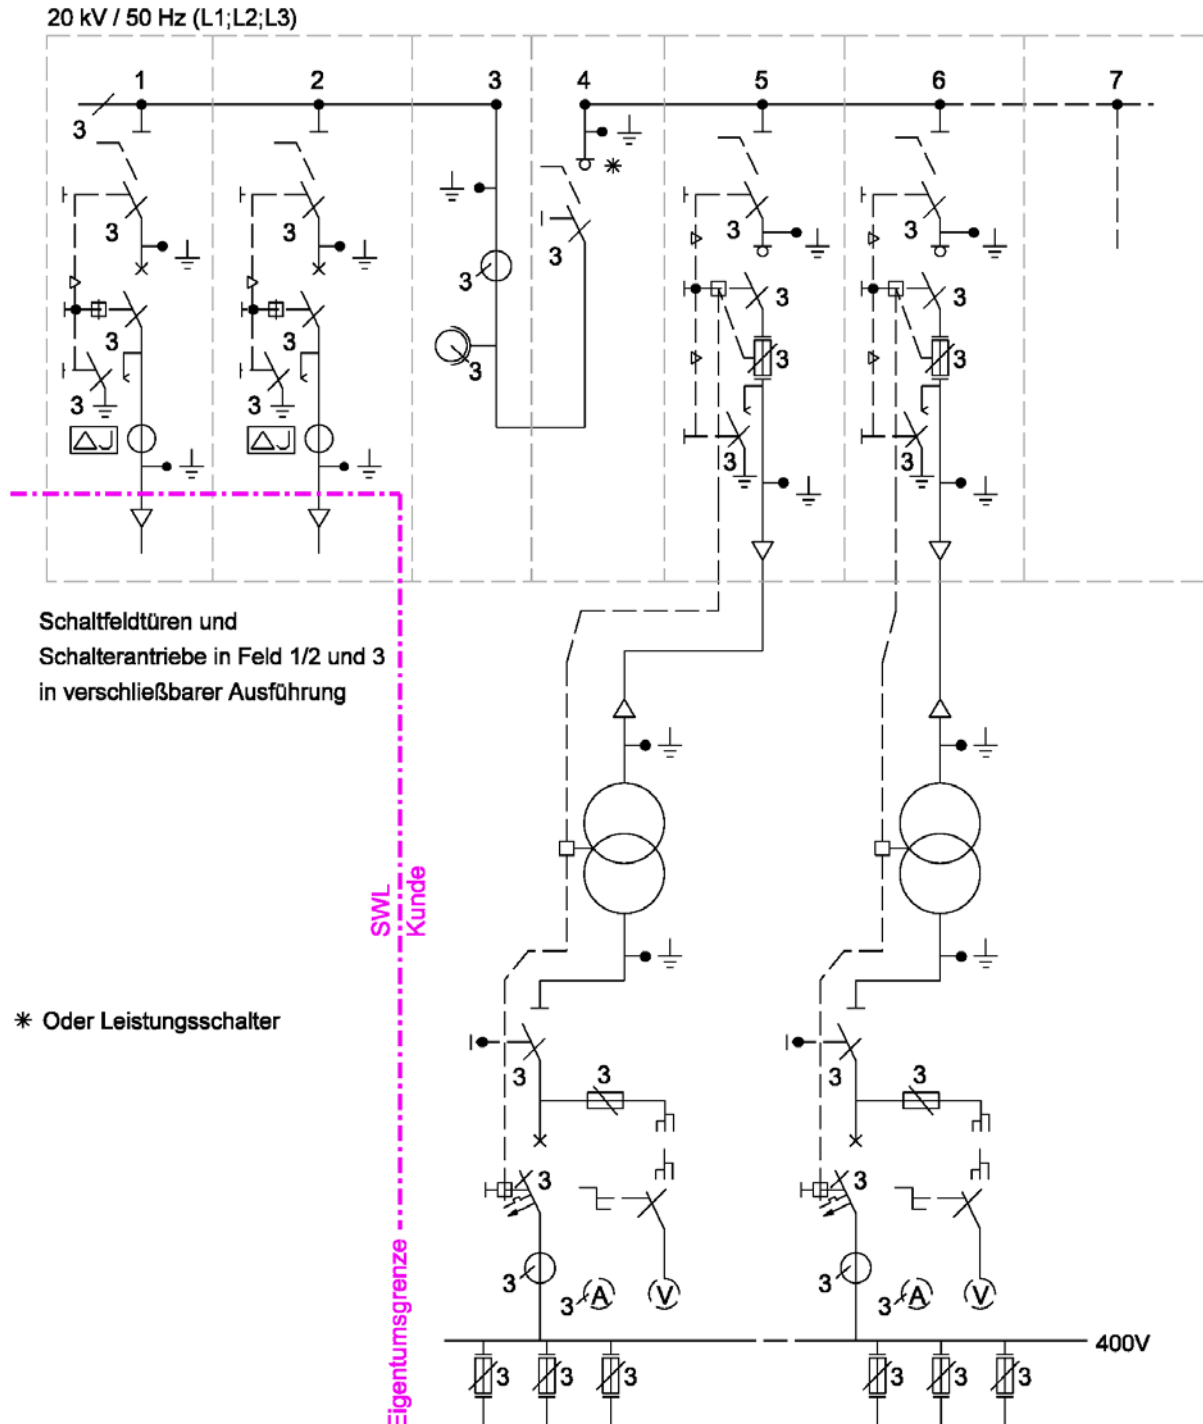 20 kV / 50 Hz (L1;L2;L3)
1 2 3 4 5 6 7
3
3 3 3 3 3
3 3 3
3 3 3 3
3 3 3
3 3 3 3
Schaltfeldtüren und
Schalterantriebe in Feld 1/2 und 3
in verschließbarer Ausführung
SWL
Kunde
* Oder Leistungsschalter
3 3 3 3
3 3
3 3 A V 3 3 A V
Eigentumsgrenze
400V
3 3 3 3 3 3